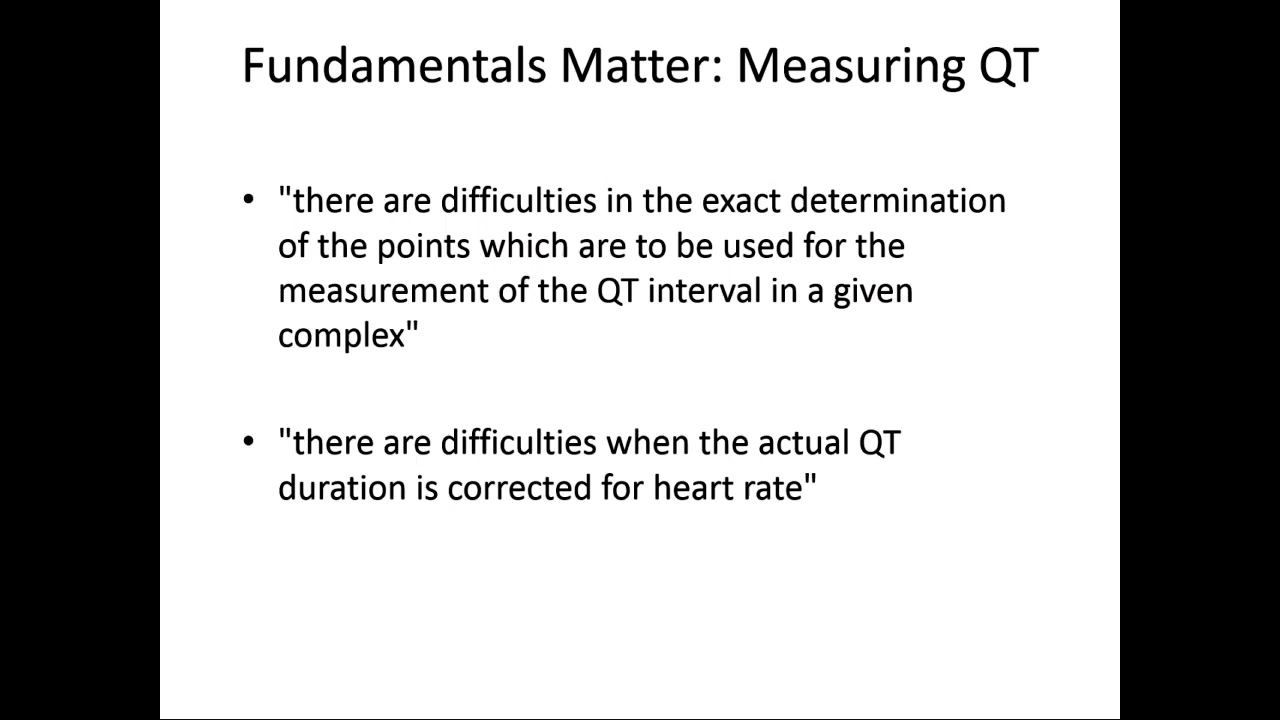 Fundamentals Matter: Measuring QT
• "there are difficulties in the exact determination
of the points which are to be used for the
measurement of the QT interval in a given
complex"
• "there are difficulties when the actual QT
duration is corrected for heart rate"